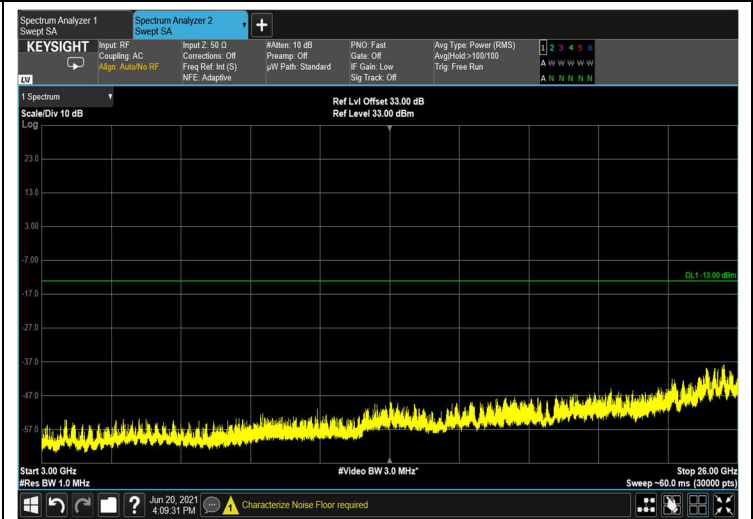 Spectrum Analyzer 1
Swept SA
Spectrum Analyzer 2
Swept SA
+
KEYSIGHT
LXI
Input: RF
Coupling: AC
Align: Auto/No RF
Input Z: 50 Ω
Corrections: Off
Freq Ref: Int (S)
NFE: Adaptive
#Atten: 10 dB
Preamp: Off
µW Path: Standard
PNO: Fast
Gate: Off
IF Gain: Low
Sig Track: Off
Avg Type: Power (RMS)
Avg|Hold:>100/100
Trig: Free Run
1 2 3 4 5 6
A W W W W W
A N N N N N
1 Spectrum
Scale/Div 10 dB
Ref Lvl Offset 33.00 dB
Ref Level 33.00 dBm
Log
23.0
13.0
3.00
-7.00
DL1 -13.00 dBm
-17.0
-27.0
-37.0
-47.0
-57.0
Start 3.00 GHz
#Video BW 3.0 MHz*
Stop 26.00 GHz
#Res BW 1.0 MHz
Sweep ~60.0 ms (30000 pts)
?
Jun 20, 2021
4:09:31 PM
Characterize Noise Floor required